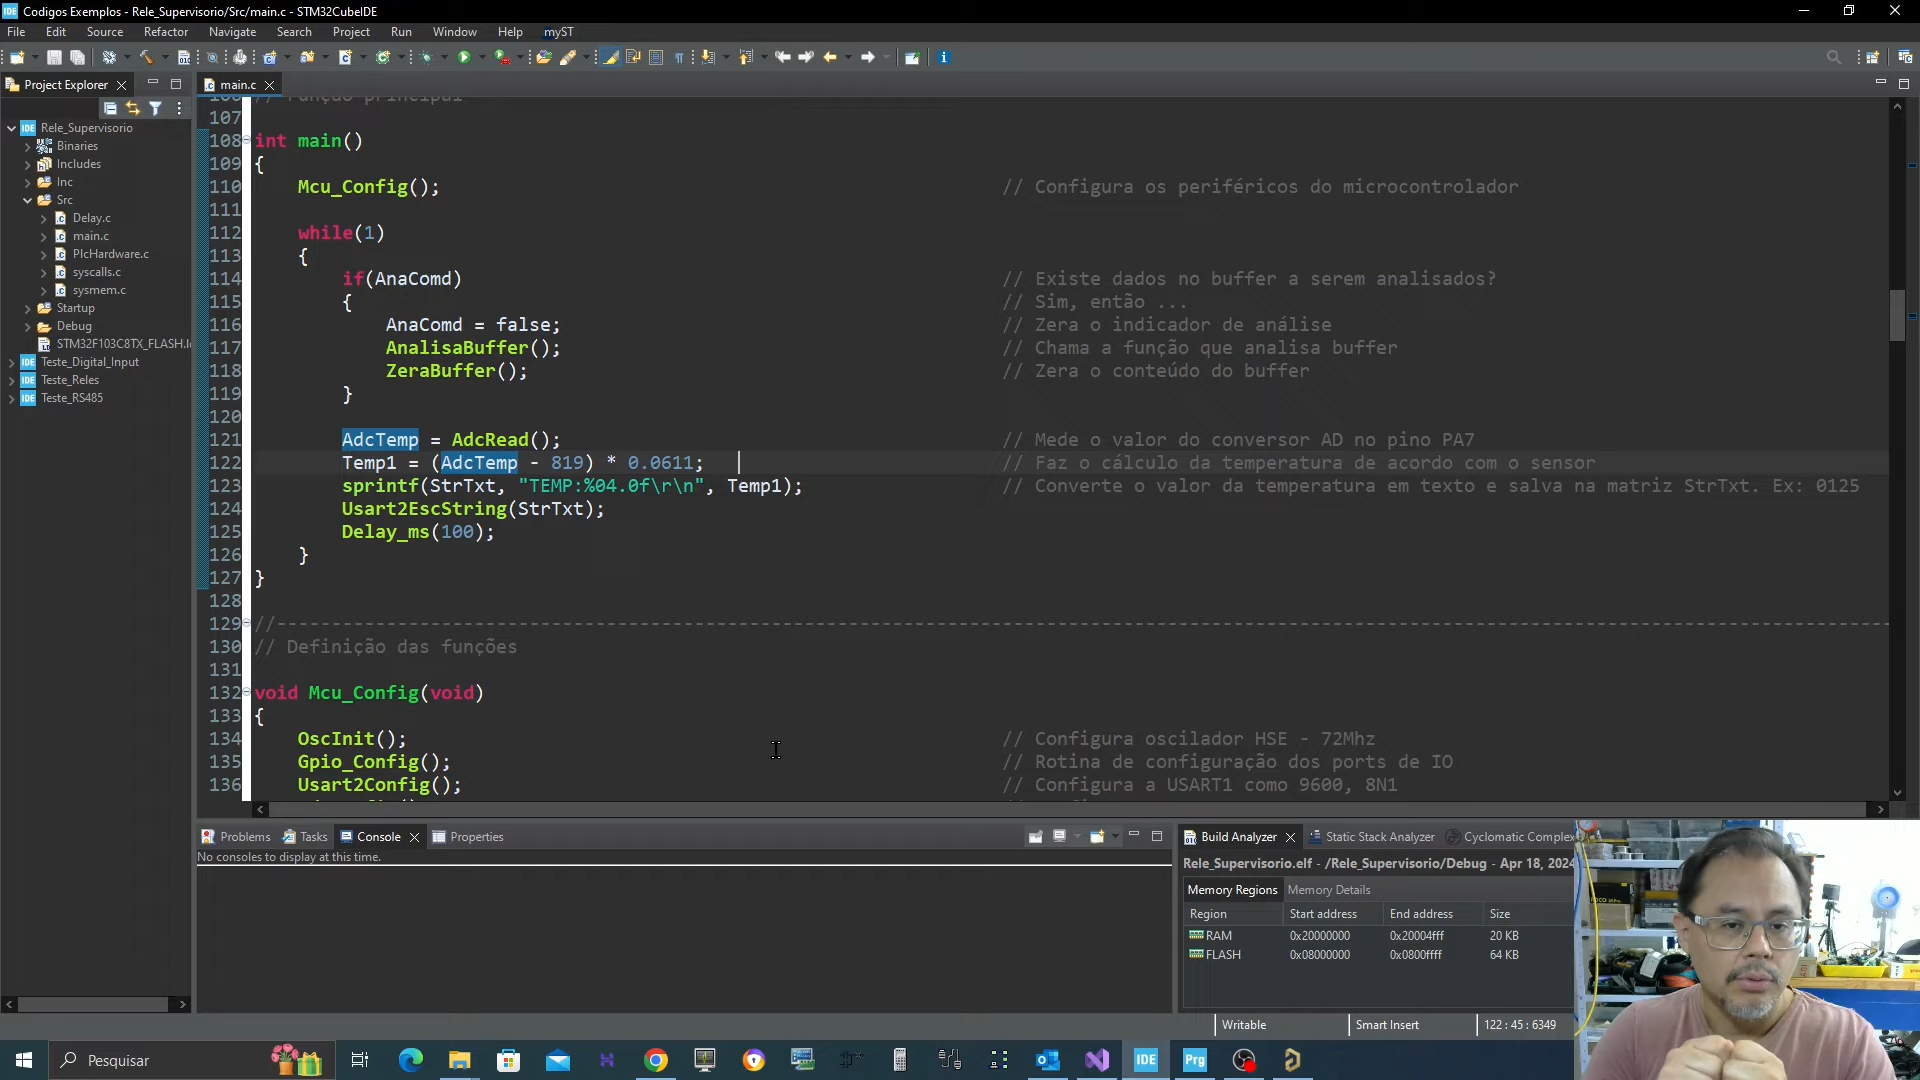 Codigos Exemplos - Rele_Supervisorio/Src/main.c - STM32CubeIDE
File Edit Source Refactor Navigate Search Project Run Window Help myST
Project Explorer
main.c
Rele_Supervisorio
Binaries
Includes
Inc
Src
Delay.c
main.c
PlcHardware.c
syscalls.c
sysmem.c
Startup
Debug
STM32F103C8TX_FLASH.l
Teste_Digital_Input
Teste_Reles
Teste_RS485
106 // Função principal
107
108 int main()
109 {
110 Mcu_Config(); // Configura os periféricos do microcontrolador
111
112 while(1)
113 {
114 if(AnaComd) // Existe dados no buffer a serem analisados?
115 { // Sim, então ...
116 AnaComd = false; // Zera o indicador de análise
117 AnalisaBuffer(); // Chama a função que analisa buffer
118 ZeraBuffer(); // Zera o conteúdo do buffer
119 }
120
121 AdcTemp = AdcRead(); // Mede o valor do conversor AD no pino PA7
122 Temp1 = (AdcTemp - 819) * 0.0611; // Faz o cálculo da temperatura de acordo com o sensor
123 sprintf(StrTxt, "TEMP:%04.0f\r\n", Temp1); // Converte o valor da temperatura em texto e salva na matriz StrTxt. Ex: 0125
124 Usart2EscString(StrTxt);
125 Delay_ms(100);
126 }
127 }
128
129 //------------------------------------------------------------------------------------------------------------------------------------------------------
130 // Definição das funções
131
132 void Mcu_Config(void)
133 {
134 OscInit(); // Configura oscilador HSE - 72Mhz
135 Gpio_Config(); // Rotina de configuração dos ports de IO
136 Usart2Config(); // Configura a USART1 como 9600, 8N1
Problems Tasks Console Properties
No consoles to display at this time.
Build Analyzer Static Stack Analyzer Cyclomatic Complex
Rele_Supervisorio.elf - /Rele_Supervisorio/Debug - Apr 18, 2024
Memory Regions Memory Details
Region Start address End address Size
RAM 0x20000000 0x20004fff 20 KB
FLASH 0x08000000 0x0800ffff 64 KB
Writable Smart Insert 122 : 45 : 6349
Pesquisar
IDE
Prg